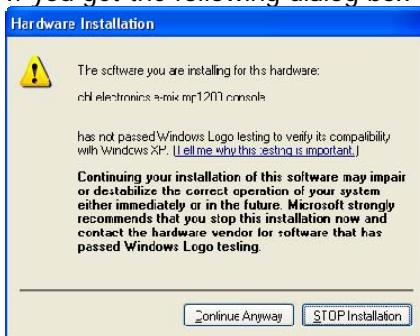 If you get the following dialog box
Hardware Installation
The software you are installing for this hardware:
electronics e-mix mp1203 console
has not passed Windows Logo testing to verify its compatibility
with Windows XP. (Tell me why this testing is important.)
Continuing your installation of this software may impair
or destabilize the correct operation of your system
either immediately or in the future. Microsoft strongly
recommends that you stop this installation now and
contact the hardware vendor for software that has
passed Windows Logo testing.
Continue Anyway
STOP Installation